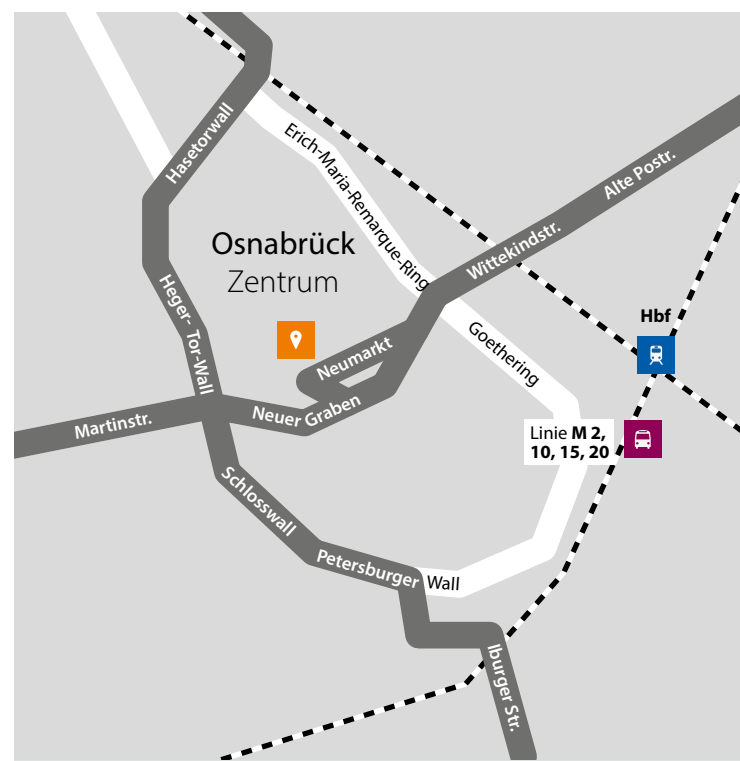 Hasetorwall
Erich-Maria-Remarque-Ring
Alte Postr.
Wittekindstr.
Osnabrück
Zentrum
Heger- Tor-Wall
Hbf
Neumarkt
Goethering
Martinstr.
Neuer Graben
Linie M 2,
10, 15, 20
Schlosswall
Petersburger Wall
Iburger Str.